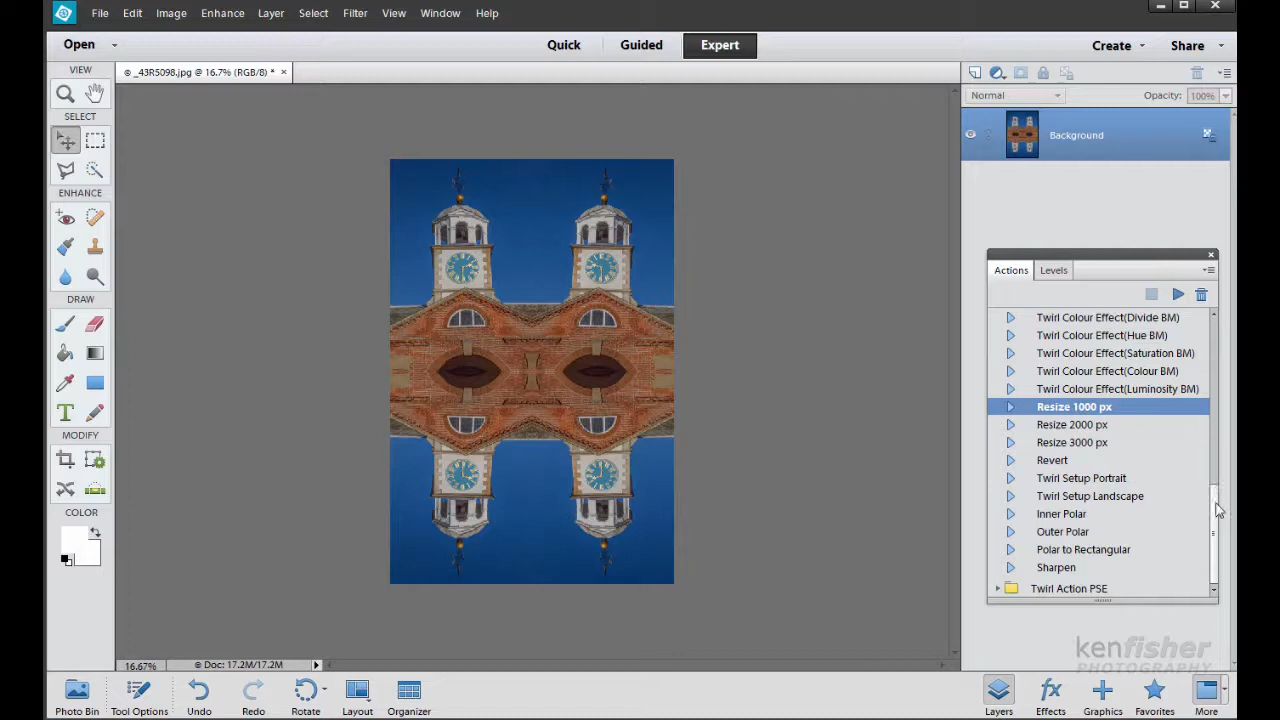 File Edit Image Enhance Layer Select Filter View Window Help
Open Quick Guided Expert Create Share
VIEW
© _43R5098.jpg @ 16.7% (RGB/8) * ×
Normal Opacity: 100%
SELECT
Background
ENHANCE
Actions Levels
DRAW
Twirl Colour Effect(Divide BM)
Twirl Colour Effect(Hue BM)
Twirl Colour Effect(Saturation BM)
Twirl Colour Effect(Colour BM)
Twirl Colour Effect(Luminosity BM)
Resize 1000 px
Resize 2000 px
Resize 3000 px
Revert
Twirl Setup Portrait
Twirl Setup Landscape
Inner Polar
Outer Polar
Polar to Rectangular
Sharpen
Twirl Action PSE
MODIFY
COLOR
kenfisher
PHOTOGRAPHY
16.67% Doc: 17.2M/17.2M
Photo Bin Tool Options Undo Redo Rotate Layout Organizer Layers Effects Graphics Favorites More